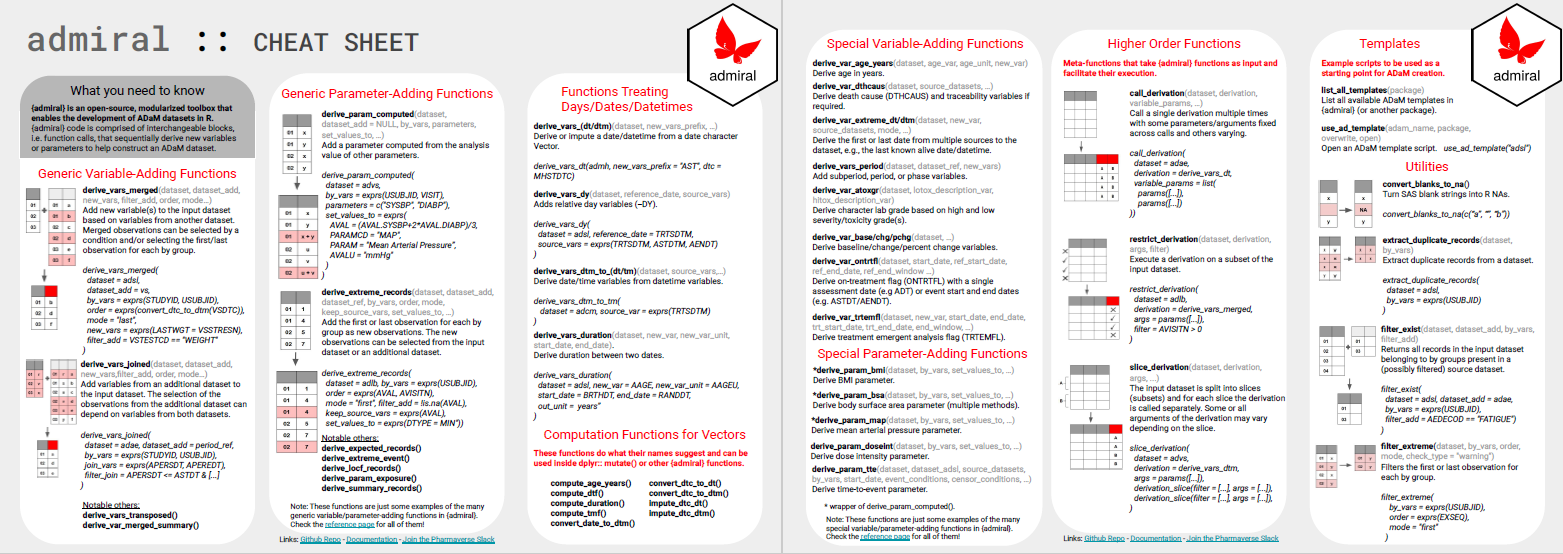 admiral :: CHEAT SHEET
admiral
What you need to know
{admiral} is an open-source, modularized toolbox that
enables the development of ADaM datasets in R.
{admiral} code is comprised of interchangeable blocks,
i.e. function calls, that sequentially derive new variables
or parameters to help construct an ADaM dataset.
Generic Variable-Adding Functions
derive_vars_merged(dataset, dataset_add,
new_vars, filter_add, order, mode...)
Add new variable(s) to the input dataset
based on variables from another dataset.
Merged observations can be selected by a
condition and/or selecting the first/last
observation for each group.
derive_vars_merged(
dataset = adsl,
dataset_add = vs,
by_vars = exprs(STUDYID, USUBJID),
order = exprs(convert_dtc_to_dtm(VSDTC)),
mode = "last",
new_vars = exprs(LASTWGT = VSSTRESN),
filter_add = VSTESTCD == "WEIGHT"
)
derive_vars_joined(dataset, dataset_add,
new_vars,filter_add, order, mode...)
Add variables from an additional dataset to
the input dataset. The selection of the
observations from the additional dataset can
depend on variables from both datasets.
derive_vars_joined(
dataset = adae, dataset_add = period_ref,
by_vars = exprs(STUDYID, USUBJID),
join_vars = exprs(APERSDT, APEREDT),
filter_join = APERSDT <= ASTDT & [...]
)
Notable others:
derive_vars_transposed()
derive_var_merged_summary()
Generic Parameter-Adding Functions
derive_param_computed(dataset,
dataset_add = NULL, by_vars, parameters,
set_values_to, ...)
Add a parameter computed from the analysis
value of other parameters.
derive_param_computed(
dataset = advs,
by_vars = exprs(USUBJID, VISIT),
parameters = c("SYSBP", "DIABP"),
set_values_to = exprs(
AVAL = (AVAL.SYSBP+2*AVAL.DIABP)/3,
PARAMCD = "MAP",
PARAM = "Mean Arterial Pressure",
AVALU = "mmHg"
)
)
derive_extreme_records(dataset, dataset_add,
dataset_ref, by_vars, order, mode,
keep_source_vars, set_values_to, ...)
Add the first or last observation for each by
group as new observations. The new
observations can be selected from the input
dataset or an additional dataset.
derive_extreme_records(
dataset = adlb, by_vars = exprs(USUBJID),
order = exprs(AVAL, AVISITN),
mode = "first", filter_add = !is.na(AVAL),
keep_source_vars = exprs(AVAL),
set_values_to = exprs(DTYPE = MIN"))
)
Notable others:
derive_expected_records()
derive_extreme_event()
derive_locf_records()
derive_param_exposure()
derive_summary_records()
Note: These functions are just some examples of the many
generic variable/parameter-adding functions in {admiral}.
Check the reference page for all of them!
Links: Github Repo - Documentation - Join the Pharmaverse Slack
Functions Treating
Days/Dates/Datetimes
derive_vars_(dt/dtm)(dataset, new_vars_prefix, ...)
Derive or impute a date/datetime from a date character
Vector.
derive_vars_dt(admh, new_vars_prefix = "AST", dtc =
MHSTDTC)
derive_vars_dy(dataset, reference_date, source_vars)
Adds relative day variables (--DY).
derive_vars_dy(
dataset = adsl, reference_date = TRTSDTM,
source_vars = exprs(TRTSDTM, ASTDTM, AENDT)
)
derive_vars_dtm_to_(dt/tm)(dataset, source_vars,...)
Derive date/time variables from datetime variables.
derive_vars_dtm_to_tm(
dataset = adcm, source_var = exprs(TRTSDTM)
)
derive_vars_duration(dataset, new_var, new_var_unit,
start_date, end_date).
Derive duration between two dates.
derive_vars_duration(
dataset = adsl, new_var = AAGE, new_var_unit = AAGEU,
start_date = BRTHDT, end_date = RANDDT,
out_unit = years"
)
Computation Functions for Vectors
These functions do what their names suggest and can be
used inside dplyr:: mutate() or other {admiral} functions.
compute_age_years() convert_dtc_to_dt()
compute_dtf() convert_dtc_to_dtm()
compute_duration() impute_dtc_dt()
compute_tmf() impute_dtc_dtm()
convert_date_to_dtm()
Special Variable-Adding Functions
derive_var_age_years(dataset, age_var, age_unit, new_var)
Derive age in years.
derive_var_dthcaus(dataset, source_datasets, ...)
Derive death cause (DTHCAUS) and traceability variables if
required.
derive_var_extreme_dt/dtm(dataset, new_var,
source_datasets, mode, ...)
Derive the first or last date from multiple sources to the
dataset, e.g., the last known alive date/datetime.
derive_vars_period(dataset, dataset_ref, new_vars)
Add subperiod, period, or phase variables.
derive_var_atoxgr(dataset, lotox_description_var,
hitox_description_var)
Derive character lab grade based on high and low
severity/toxicity grade(s).
derive_var_base/chg/pchg(dataset, ...)
Derive baseline/change/percent change variables.
derive_var_ontrtfl(dataset, start_date, ref_start_date,
ref_end_date, ref_end_window ...)
Derive on-treatment flag (ONTRTFL) with a single
assessment date (e.g ADT) or event start and end dates
(e.g. ASTDT/AENDT).
derive_var_trtemfl(dataset, new_var, start_date, end_date,
trt_start_date, trt_end_date, end_window, ...)
Derive treatment emergent analysis flag (TRTEMFL).
Special Parameter-Adding Functions
*derive_param_bmi(dataset, by_vars, set_values_to, ...)
Derive BMI parameter.
*derive_param_bsa(dataset, by_vars, set_values_to, ...)
Derive body surface area parameter (multiple methods).
*derive_param_map(dataset, by_vars, set_values_to, ...)
Derive mean arterial pressure parameter.
derive_param_doseint(dataset, by_vars, set_values_to, ...)
Derive dose intensity parameter.
derive_param_tte(dataset, dataset_adsl, source_datasets,
by_vars, start_date, event_conditions, censor_conditions, ...)
Derive time-to-event parameter.
* wrapper of derive_param_computed().
Note: These functions are just some examples of the many
special variable/parameter-adding functions in {admiral}.
Check the reference page for all of them!
Higher Order Functions
Meta-functions that take {admiral} functions as input and
facilitate their execution.
call_derivation(dataset, derivation,
variable_params, ...)
Call a single derivation multiple times
with some parameters/arguments fixed
across calls and others varying.
call_derivation(
dataset = adae,
derivation = derive_vars_dt,
variable_params = list(
params([...]),
params([...])
))
restrict_derivation(dataset, derivation,
args, filter)
Execute a derivation on a subset of the
input dataset.
restrict_derivation(
dataset = adlb,
derivation = derive_vars_merged,
args = params([...]),
filter = AVISITN > 0
)
slice_derivation(dataset, derivation,
args, ...)
The input dataset is split into slices
(subsets) and for each slice the derivation
is called separately. Some or all
arguments of the derivation may vary
depending on the slice.
slice_derivation(
dataset = advs,
derivation = derive_vars_dtm,
args = params([...]),
derivation_slice(filter = [...], args = [...]),
derivation_slice(filter = [...], args = [...]),
)
Links: Github Repo - Documentation - Join the Pharmaverse Slack
admiral
Templates
Example scripts to be used as a
starting point for ADaM creation.
list_all_templates(package)
List all available ADaM templates in
{admiral} (or another package).
use_ad_template(adam_name, package,
overwrite, open)
Open an ADaM template script. use_ad_template("adsl")
Utilities
convert_blanks_to_na()
Turn SAS blank strings into R NAs.
convert_blanks_to_na(c("a", "", "b"))
extract_duplicate_records(dataset,
by_vars)
Extract duplicate records from a dataset.
extract_duplicate_records(
dataset = adsl,
by_vars = exprs(USUBJID)
)
filter_exist(dataset, dataset_add, by_vars,
filter_add)
Returns all records in the input dataset
belonging to by groups present in a
(possibly filtered) source dataset.
filter_exist(
dataset = adsl, dataset_add = adae,
by_vars = exprs(USUBJID),
filter_add = AEDECOD == "FATIGUE")
)
filter_extreme(dataset, by_vars, order,
mode, check_type = "warning")
Filters the first or last observation for
each by group.
filter_extreme(
by_vars = exprs(USUBJID),
order = exprs(EXSEQ),
mode = "first"
)